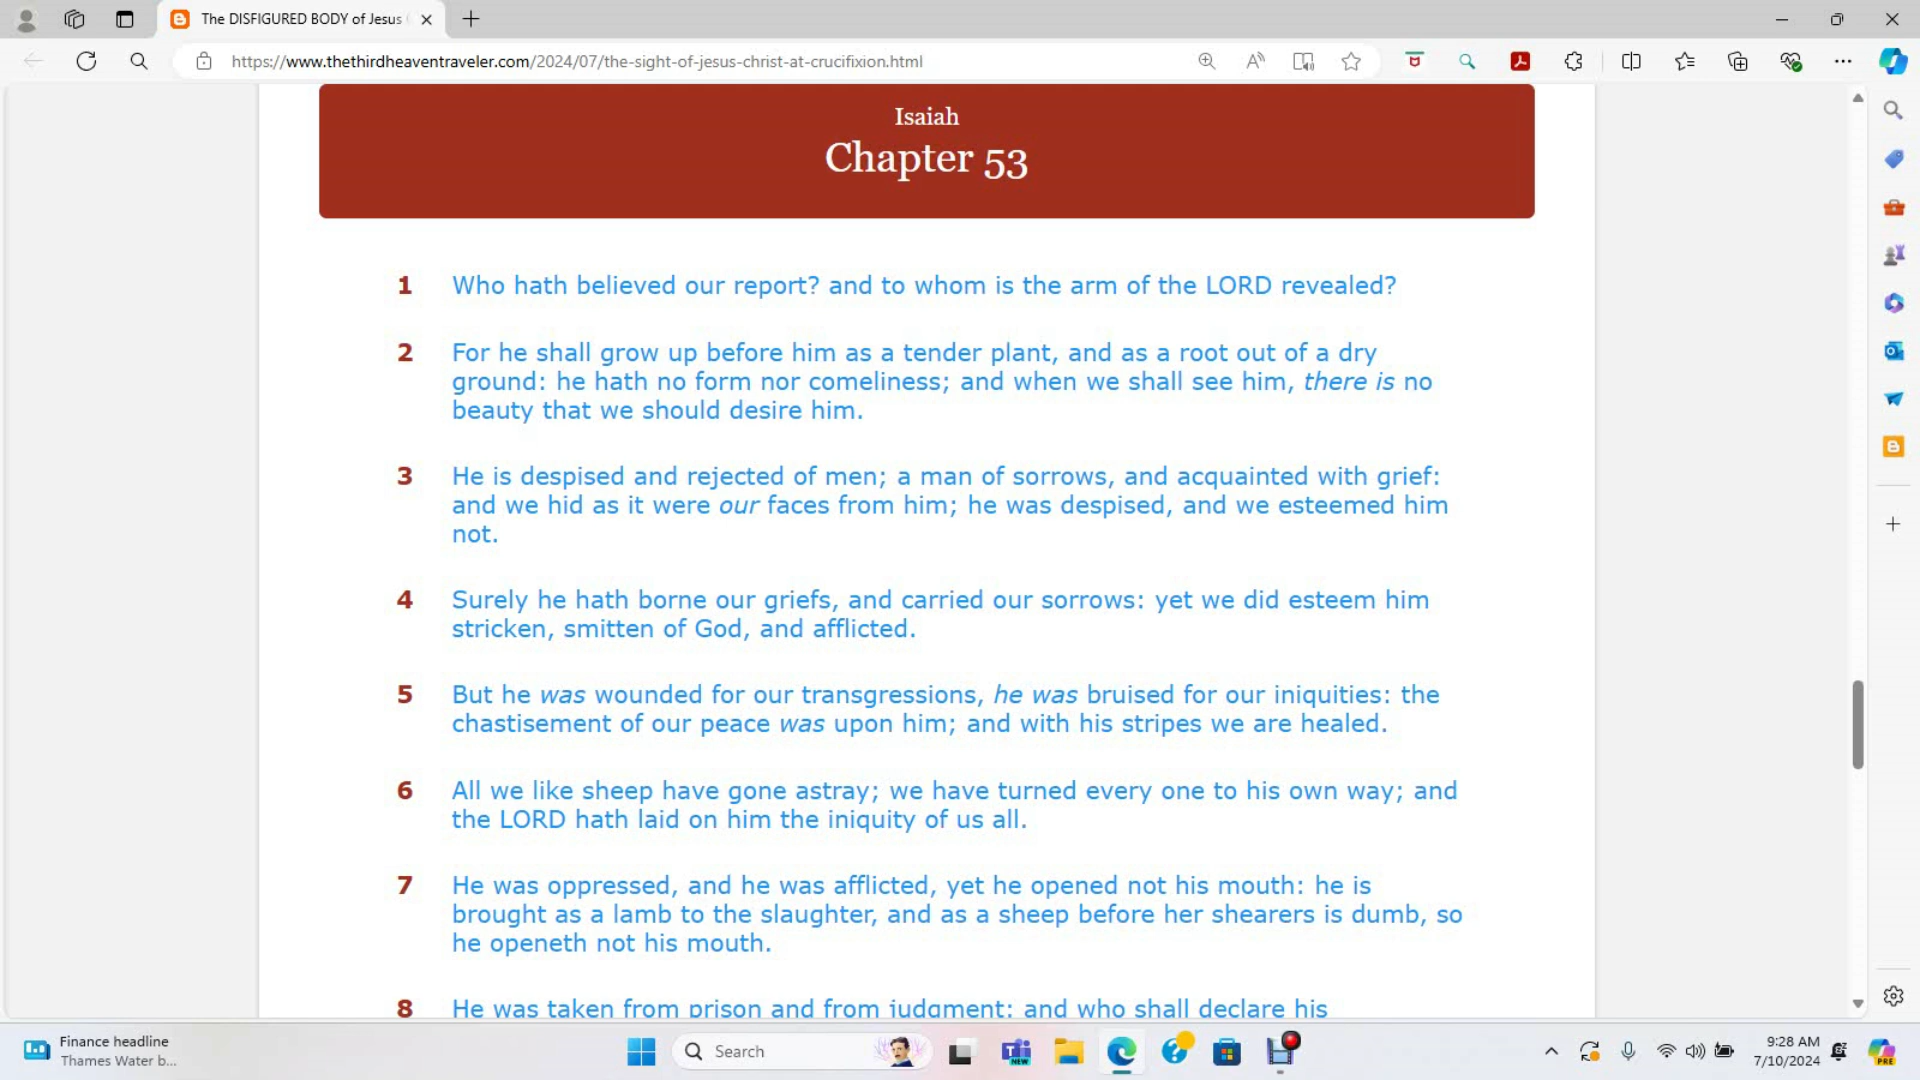 The DISFIGURED BODY of Jesus
https://www.thethirdheaventraveler.com/2024/07/the-sight-of-jesus-christ-at-crucifixion.html
Isaiah
Chapter 53
1 Who hath believed our report? and to whom is the arm of the LORD revealed?
2 For he shall grow up before him as a tender plant, and as a root out of a dry
ground: he hath no form nor comeliness; and when we shall see him, there is no
beauty that we should desire him.
3 He is despised and rejected of men; a man of sorrows, and acquainted with grief:
and we hid as it were our faces from him; he was despised, and we esteemed him
not.
4 Surely he hath borne our griefs, and carried our sorrows: yet we did esteem him
stricken, smitten of God, and afflicted.
5 But he was wounded for our transgressions, he was bruised for our iniquities: the
chastisement of our peace was upon him; and with his stripes we are healed.
6 All we like sheep have gone astray; we have turned every one to his own way; and
the LORD hath laid on him the iniquity of us all.
7 He was oppressed, and he was afflicted, yet he opened not his mouth: he is
brought as a lamb to the slaughter, and as a sheep before her shearers is dumb, so
he openeth not his mouth.
8 He was taken from prison and from judgment: and who shall declare his
Finance headline
Thames Water b...
Search
NEW
9:28 AM
7/10/2024
PRE